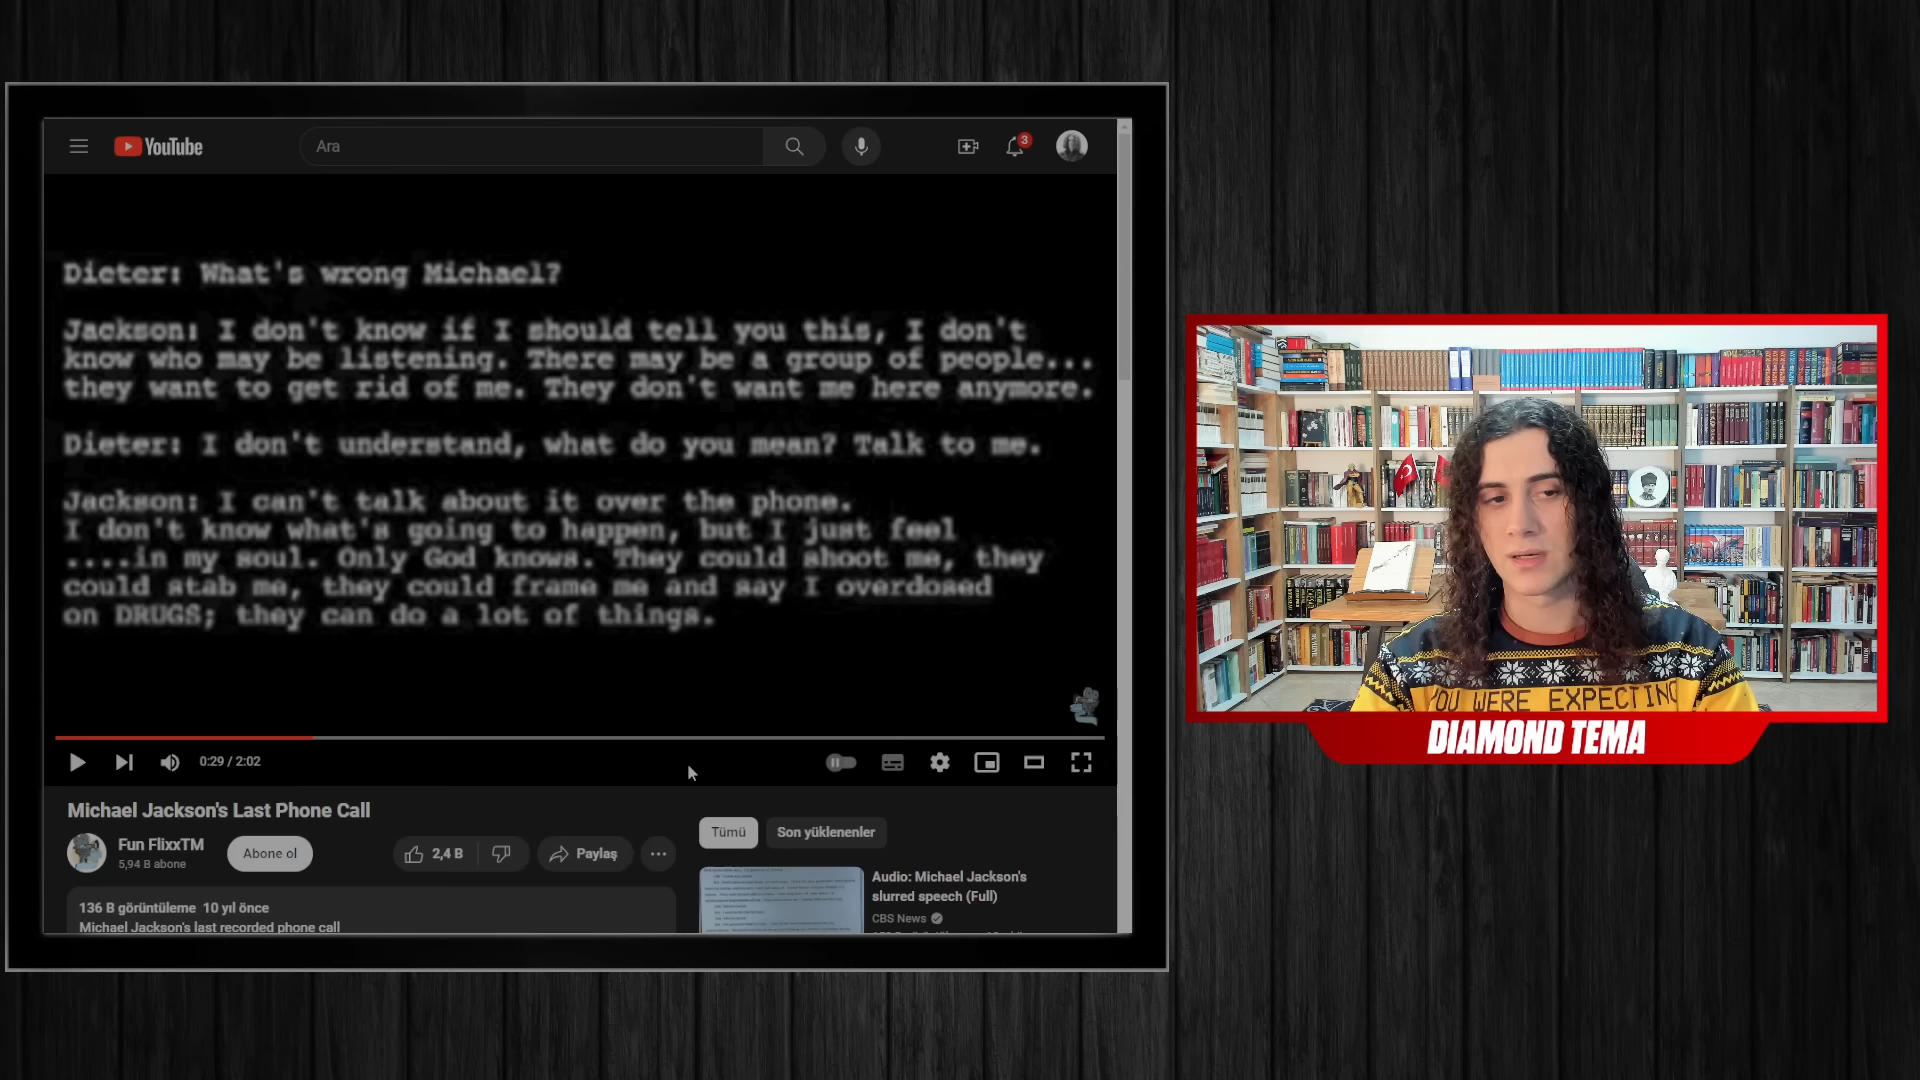 YouTube
Ara
3
Dieter: What's wrong Michael?
Jackson: I don't know if I should tell you this, I don't
know who may be listening. There may be a group of people...
they want to get rid of me. They don't want me here anymore.
Dieter: I don't understand, what do you mean? Talk to me.
Jackson: I can't talk about it over the phone.
I don't know what's going to happen, but I just feel
....in my soul. Only God knows. They could shoot me, they
could stab me, they could frame me and say I overdosed
on DRUGS; they can do a lot of things.
0:29 / 2:02
Michael Jackson's Last Phone Call
Fun FlixxTM
5,94 B abone
Abone ol
2,4 B
Paylaş
Tümü
Son yüklenenler
136 B görüntüleme 10 yıl önce
Michael Jackson's last recorded phone call
Audio: Michael Jackson's
slurred speech (Full)
CBS News
YOU WERE EXPECTING
DIAMOND TEMA